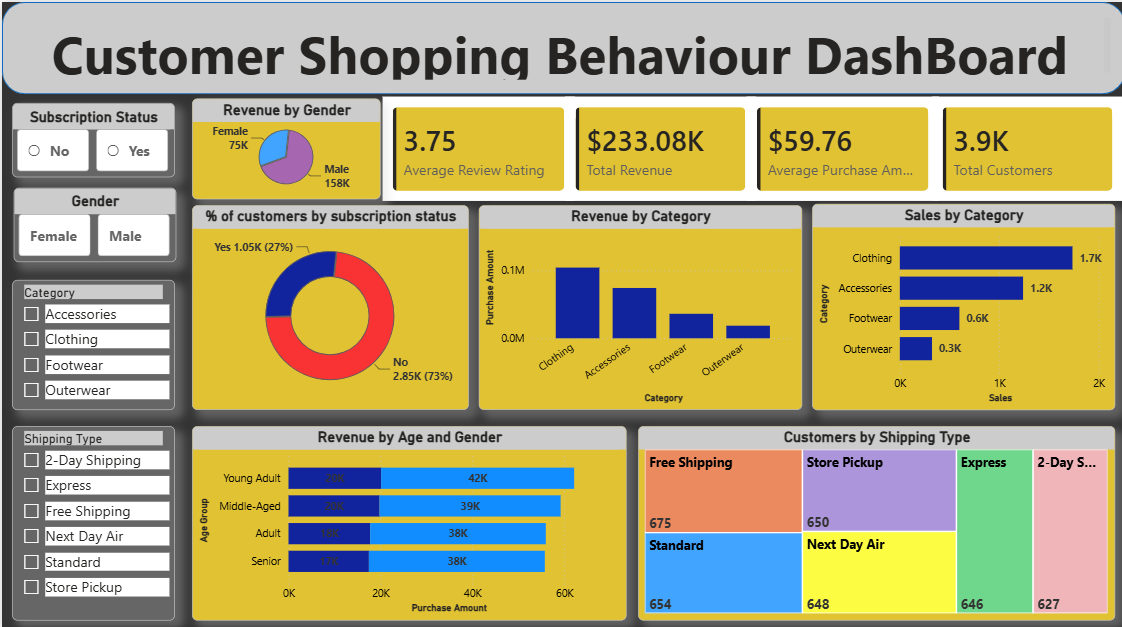 Customer Shopping Behaviour DashBoard
Subscription Status
No
Yes
Gender
Female
Male
Category
Accessories
Clothing
Footwear
Outerwear
Shipping Type
2-Day Shipping
Express
Free Shipping
Next Day Air
Standard
Store Pickup
Revenue by Gender
Female
75K
Male
158K
3.75
Average Review Rating
$233.08K
Total Revenue
$59.76
Average Purchase Am...
3.9K
Total Customers
% of customers by subscription status
Yes 1.05K (27%)
No
2.85K (73%)
Revenue by Category
Purchase Amount
0.1M
0.0M
Clothing
Accessories
Footwear
Outerwear
Category
Sales by Category
Category
Clothing
1.7K
Accessories
1.2K
Footwear
0.6K
Outerwear
0.3K
0K
1K
2K
Sales
Revenue by Age and Gender
Age Group
Young Adult
42K
Middle-Aged
39K
Adult
38K
Senior
38K
0K
20K
40K
60K
Purchase Amount
Customers by Shipping Type
Free Shipping
675
Standard
654
Store Pickup
650
Next Day Air
648
Express
646
2-Day S...
627